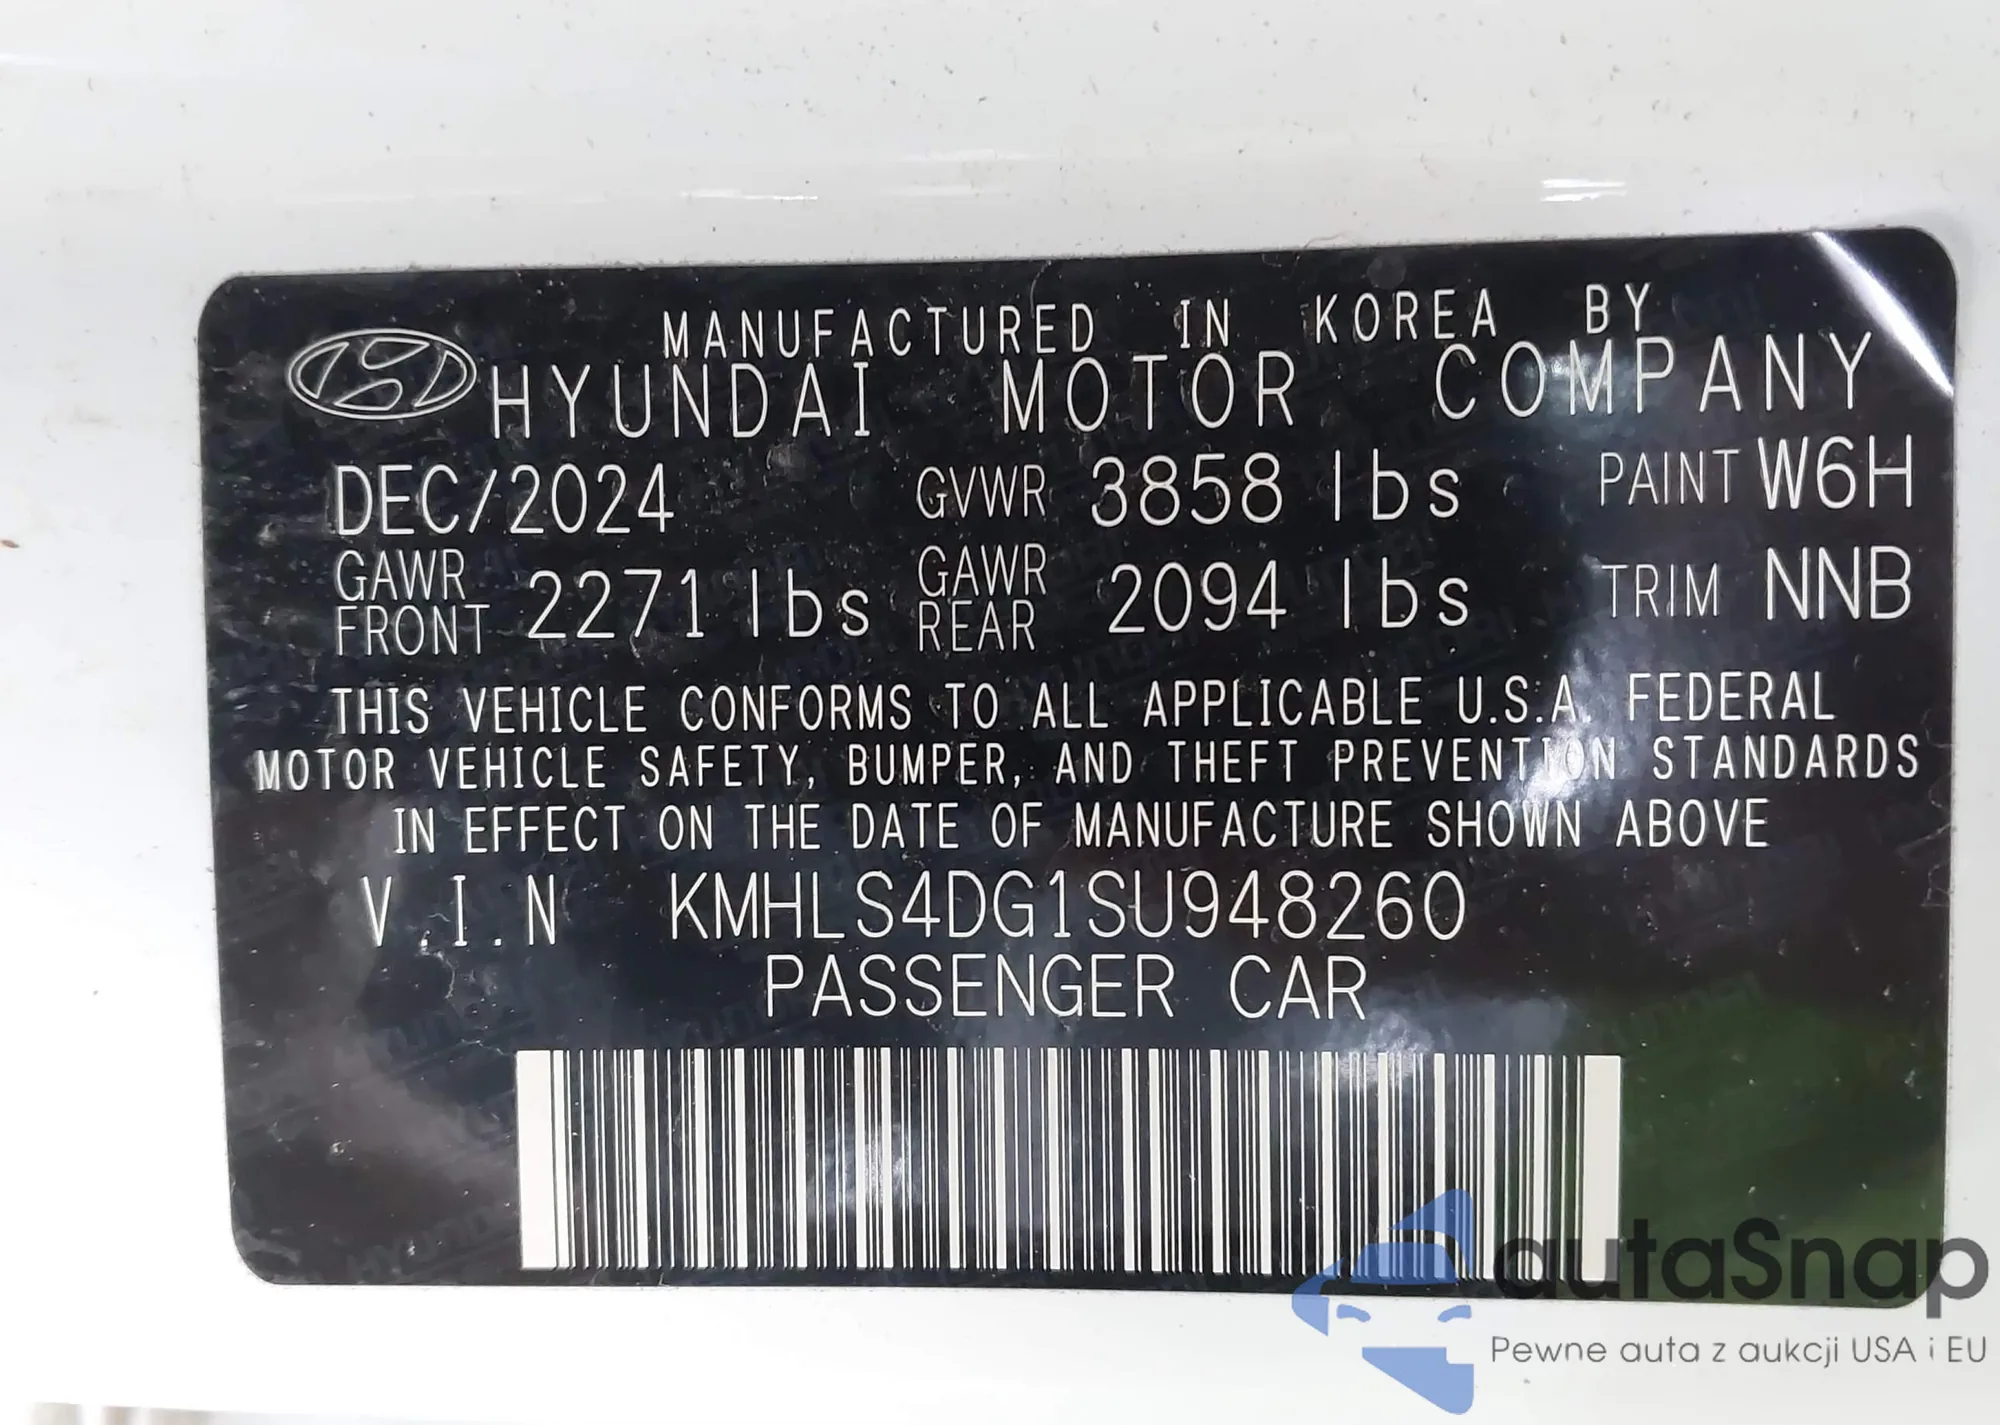 MANUFACTURED IN KOREA BY
HYUNDAI MOTOR COMPANY
DEC/2024 GVWR 3858 lbs PAINT W6H
GAWR FRONT 2271 lbs GAWR REAR 2094 lbs TRIM NNB
THIS VEHICLE CONFORMS TO ALL APPLICABLE U.S.A. FEDERAL
MOTOR VEHICLE SAFETY, BUMPER, AND THEFT PREVENTION STANDARDS
IN EFFECT ON THE DATE OF MANUFACTURE SHOWN ABOVE
V.I.N KMHLS4DG1SU948260
PASSENGER CAR
autaSnap
Pewne auta z aukcji USA i EU